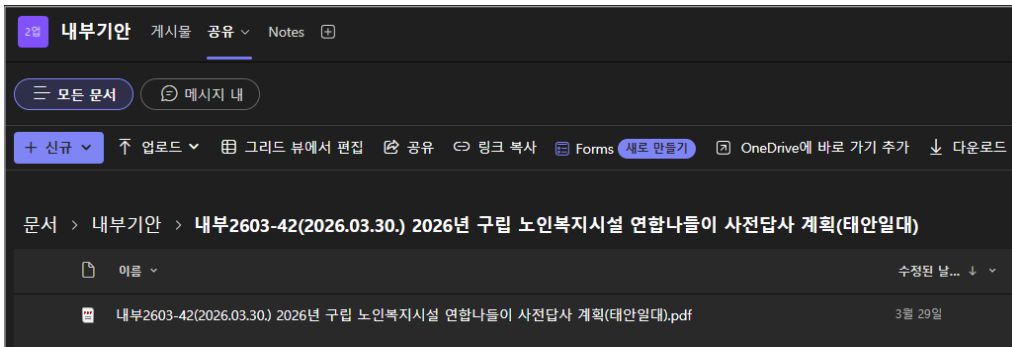 2업 내부기안 게시물 공유 Notes
모든 문서 메시지 내
+ 신규 업로드 그리드 뷰에서 편집 공유 링크 복사 Forms 새로 만들기 OneDrive에 바로 가기 추가 다운로드
문서 > 내부기안 > 내부2603-42(2026.03.30.) 2026년 구립 노인복지시설 연합나들이 사전답사 계획(태안일대)
이름 수정된 날... ↓
내부2603-42(2026.03.30.) 2026년 구립 노인복지시설 연합나들이 사전답사 계획(태안일대).pdf 3월 29일